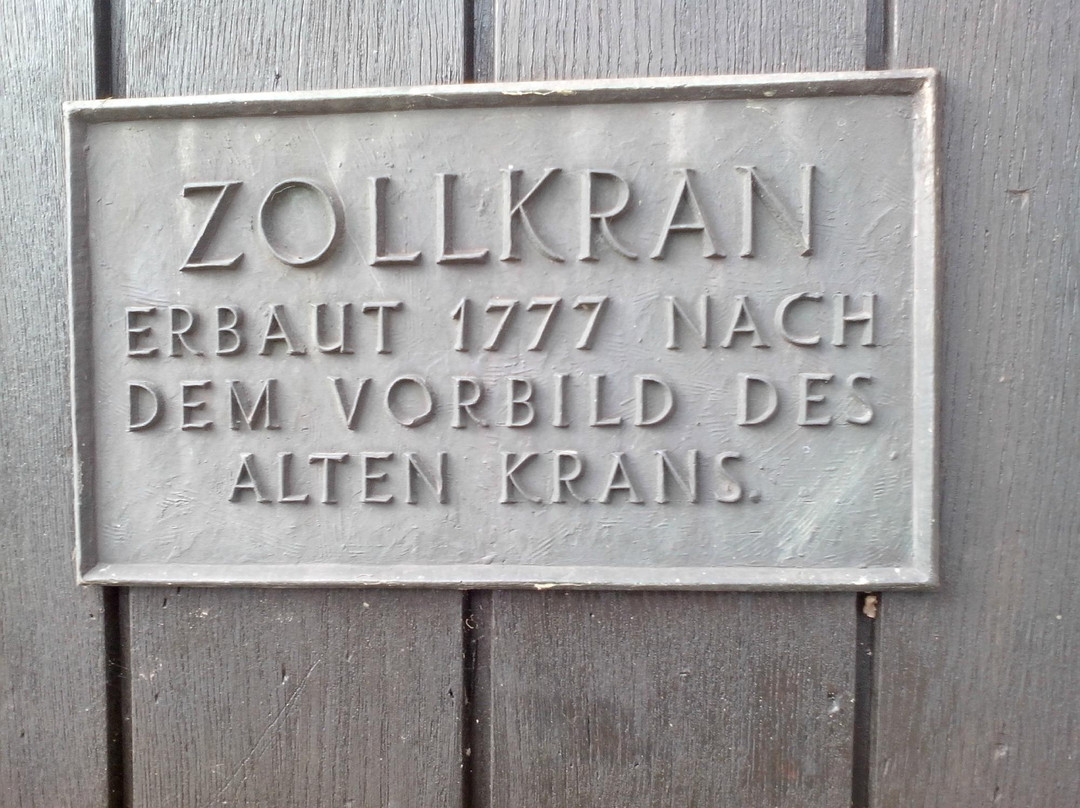 ZOLLKRAN
ERBAUT 1777 NACH
DEM VORBILD DES
ALTEN KRANS.